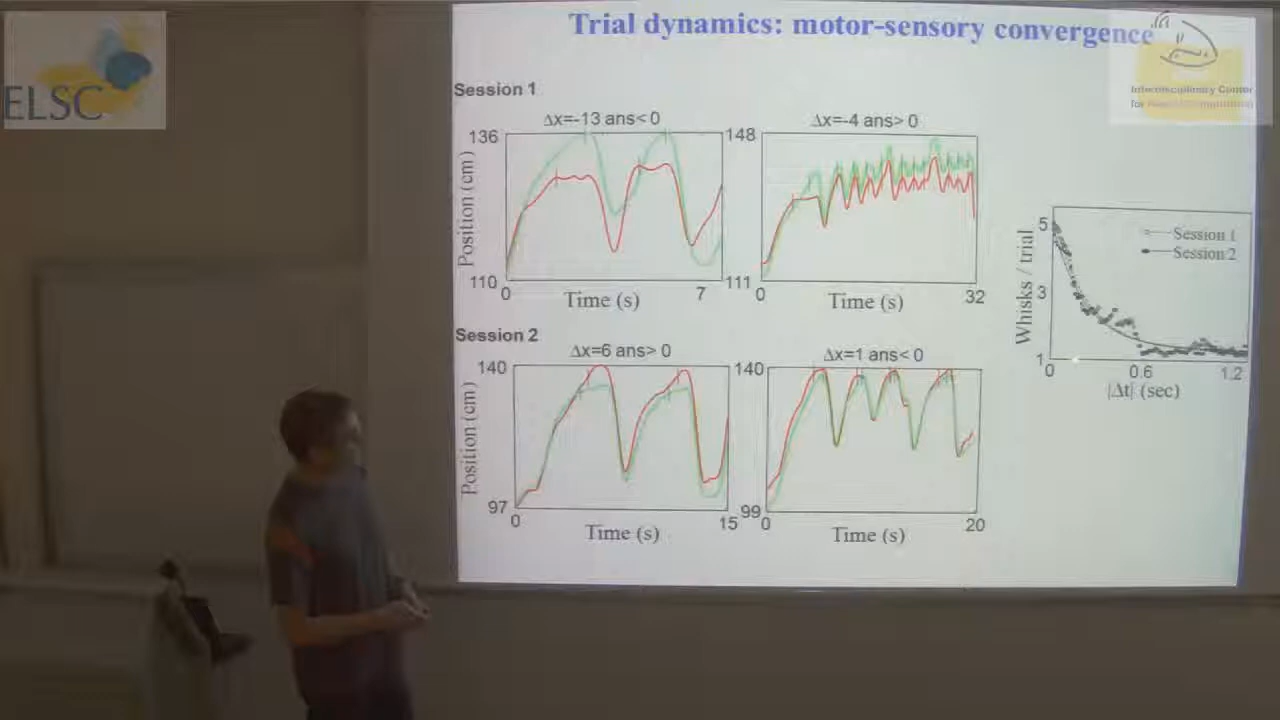 ELSC
Trial dynamics: motor-sensory convergence
Interdisciplinary Center
Session 1
Δx=-13 ans< 0
Δx=-4 ans> 0
136
110
Position (cm)
0
Time (s)
7
148
111
0
Time (s)
32
Session 2
Δx=6 ans> 0
Δx=1 ans< 0
140
97
Position (cm)
0
Time (s)
15
140
99
0
Time (s)
20
Whisks / trial
5
3
1
Session 1
Session 2
0
0.6
1.2
|Δt| (sec)